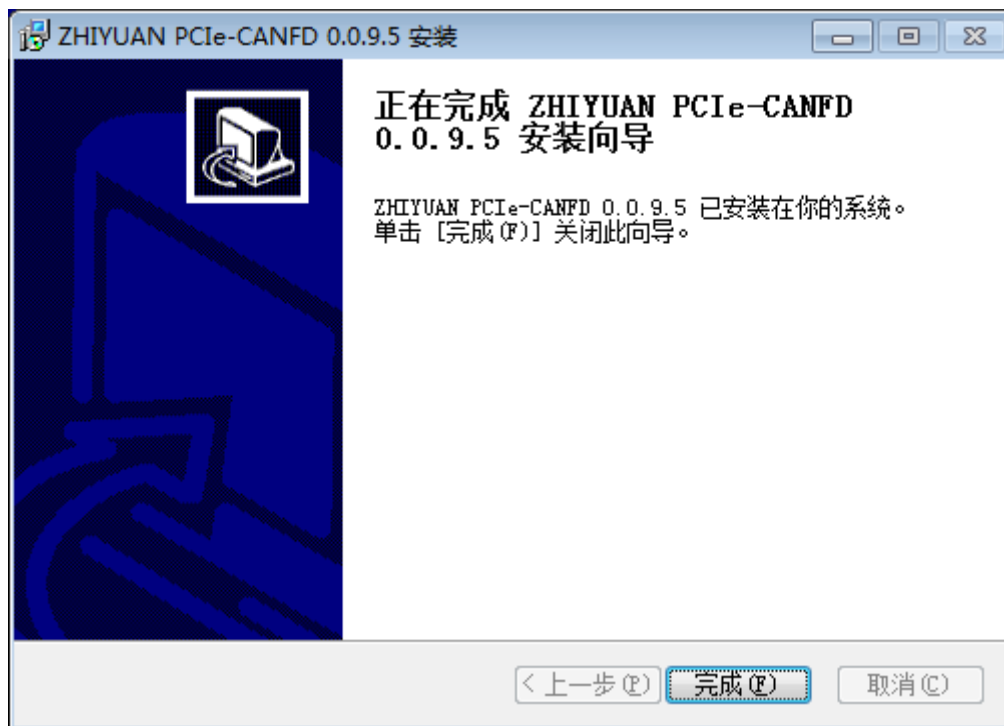 ZHIYUAN PCIe-CANFD 0.0.9.5 安装
正在完成 ZHIYUAN PCIe-CANFD
0.0.9.5 安装向导
ZHIYUAN PCIe-CANFD 0.0.9.5 已安装在你的系统。
单击 [完成(F)] 关闭此向导。
< 上一步(P) 完成(F) 取消(C)